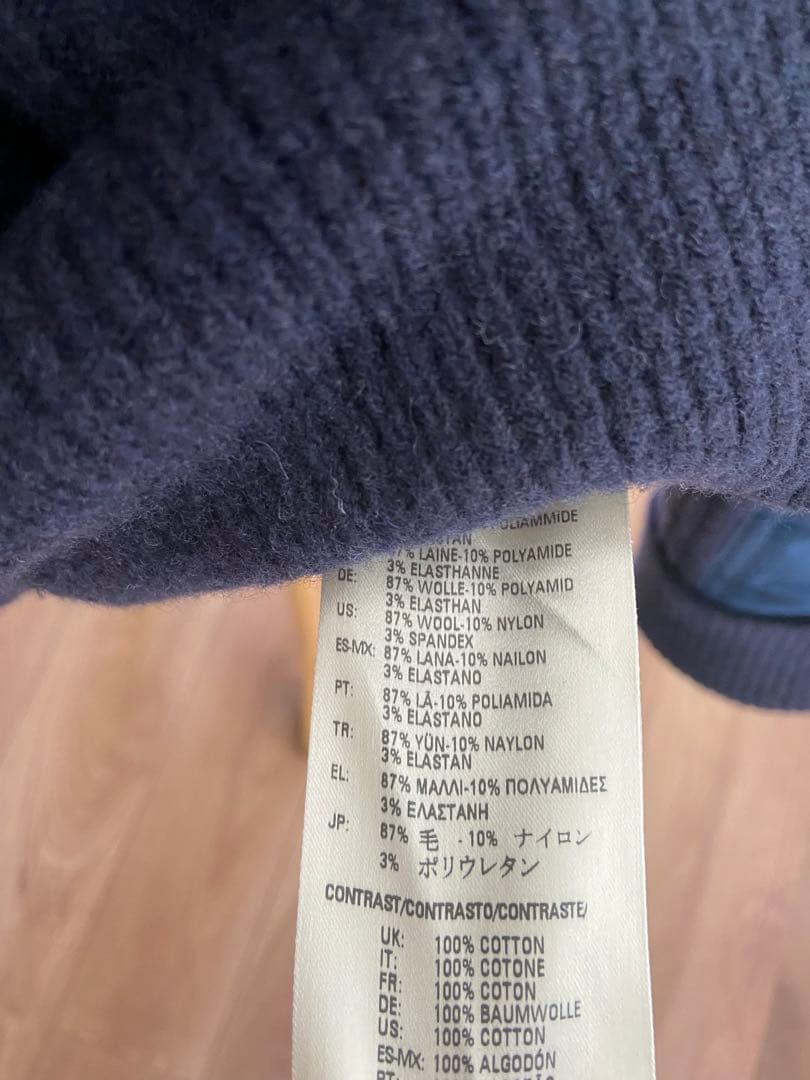 POLIAMMIDE
7% LAINE-10% POLYAMIDE
3% ELASTHANNE
DE: 87% WOLLE-10% POLYAMID
3% ELASTHAN
US: 87% WOOL-10% NYLON
3% SPANDEX
ES-MX: 87% LANA-10% NAILON
3% ELASTANO
PT: 87% LÃ-10% POLIAMIDA
3% ELASTANO
TR: 87% YÜN-10% NAYLON
3% ELASTAN
EL: 87% ΜΑΛΛΙ-10% ΠΟΛΥΑΜΙΔΕΣ
3% ΕΛΑΣΤΑΝΗ
JP: 87% 毛 -10% ナイロン
3% ポリウレタン
CONTRAST/CONTRASTO/CONTRASTE/
UK: 100% COTTON
IT: 100% COTONE
FR: 100% COTON
DE: 100% BAUMWOLLE
US: 100% COTTON
ES-MX: 100% ALGODÓN